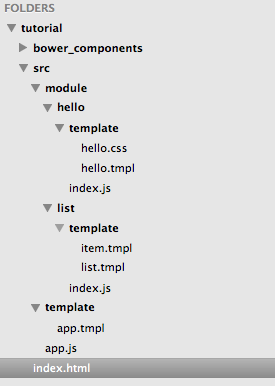 FOLDERS
tutorial
bower_components
src
module
hello
template
hello.css
hello.tmpl
index.js
list
template
item.tmpl
list.tmpl
index.js
template
app.tmpl
app.js
index.html